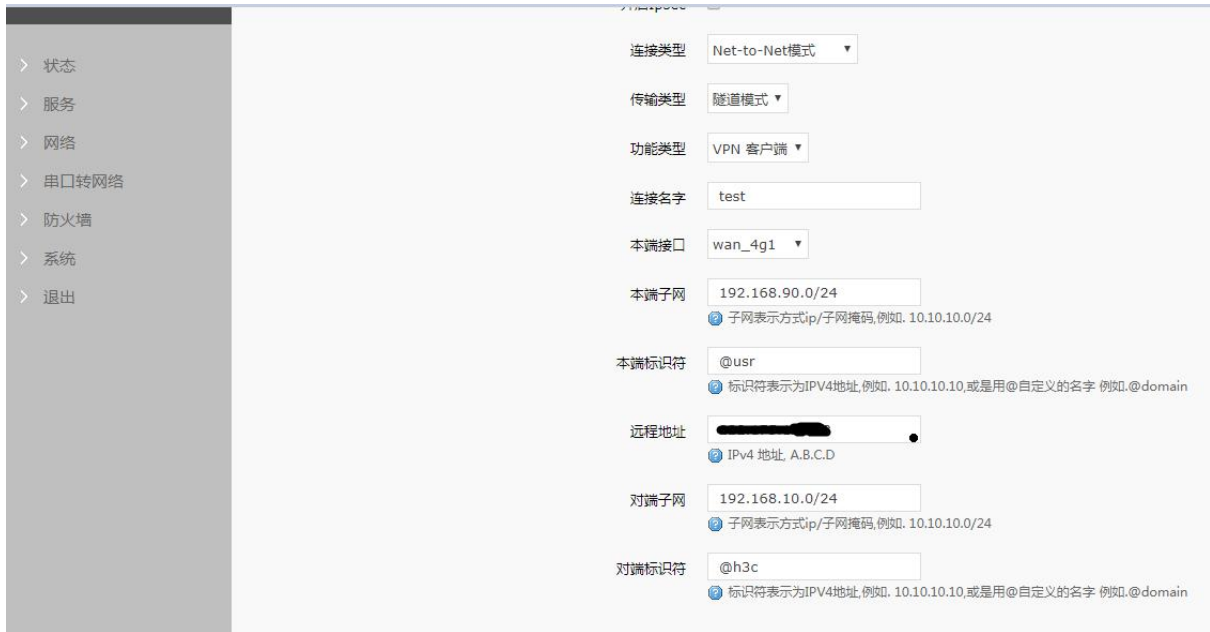 状态
服务
网络
串口转网络
防火墙
系统
退出
连接类型 Net-to-Net模式
传输类型 隧道模式
功能类型 VPN 客户端
连接名字 test
本端接口 wan_4g1
本端子网 192.168.90.0/24
子网表示方式ip/子网掩码,例如. 10.10.10.0/24
本端标识符 @usr
标识符表示为IPV4地址,例如. 10.10.10.10,或是用@自定义的名字 例如.@domain
远程地址
IPv4 地址, A.B.C.D
对端子网 192.168.10.0/24
子网表示方式ip/子网掩码,例如. 10.10.10.0/24
对端标识符 @h3c
标识符表示为IPV4地址,例如. 10.10.10.10,或是用@自定义的名字 例如.@domain